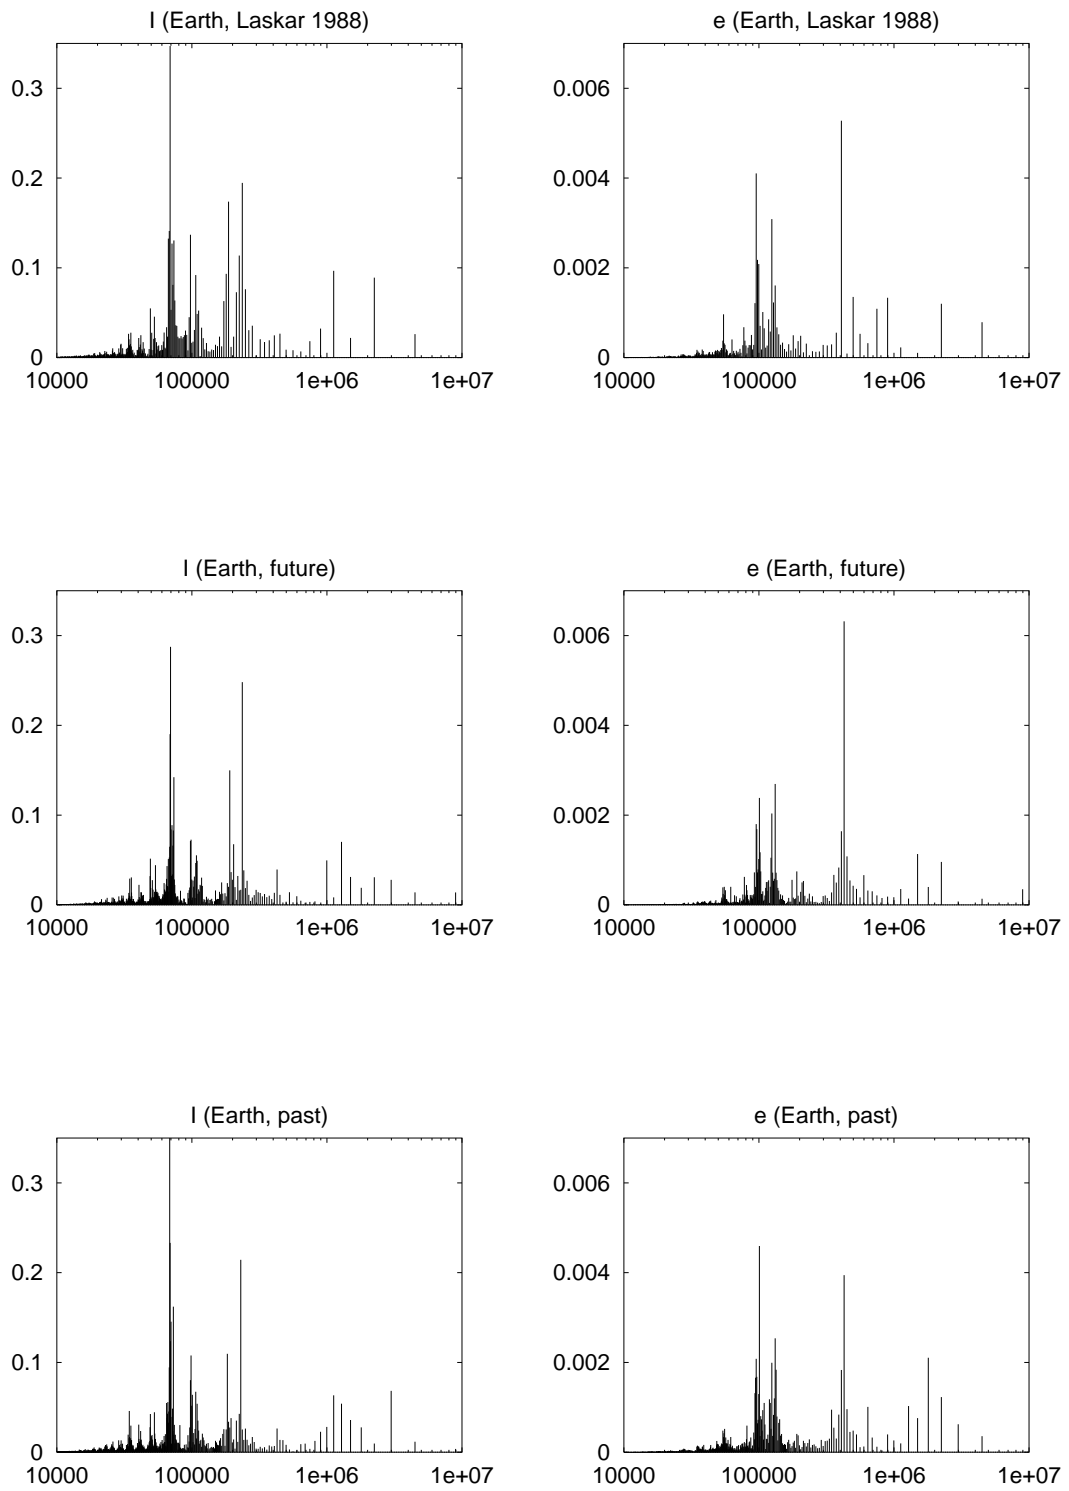 I (Earth, Laskar 1988)
0.3
0.2
0.1
0
10000 100000 1e+06 1e+07
e (Earth, Laskar 1988)
0.006
0.004
0.002
0
10000 100000 1e+06 1e+07
I (Earth, future)
0.3
0.2
0.1
0
10000 100000 1e+06 1e+07
e (Earth, future)
0.006
0.004
0.002
0
10000 100000 1e+06 1e+07
I (Earth, past)
0.3
0.2
0.1
0
10000 100000 1e+06 1e+07
e (Earth, past)
0.006
0.004
0.002
0
10000 100000 1e+06 1e+07